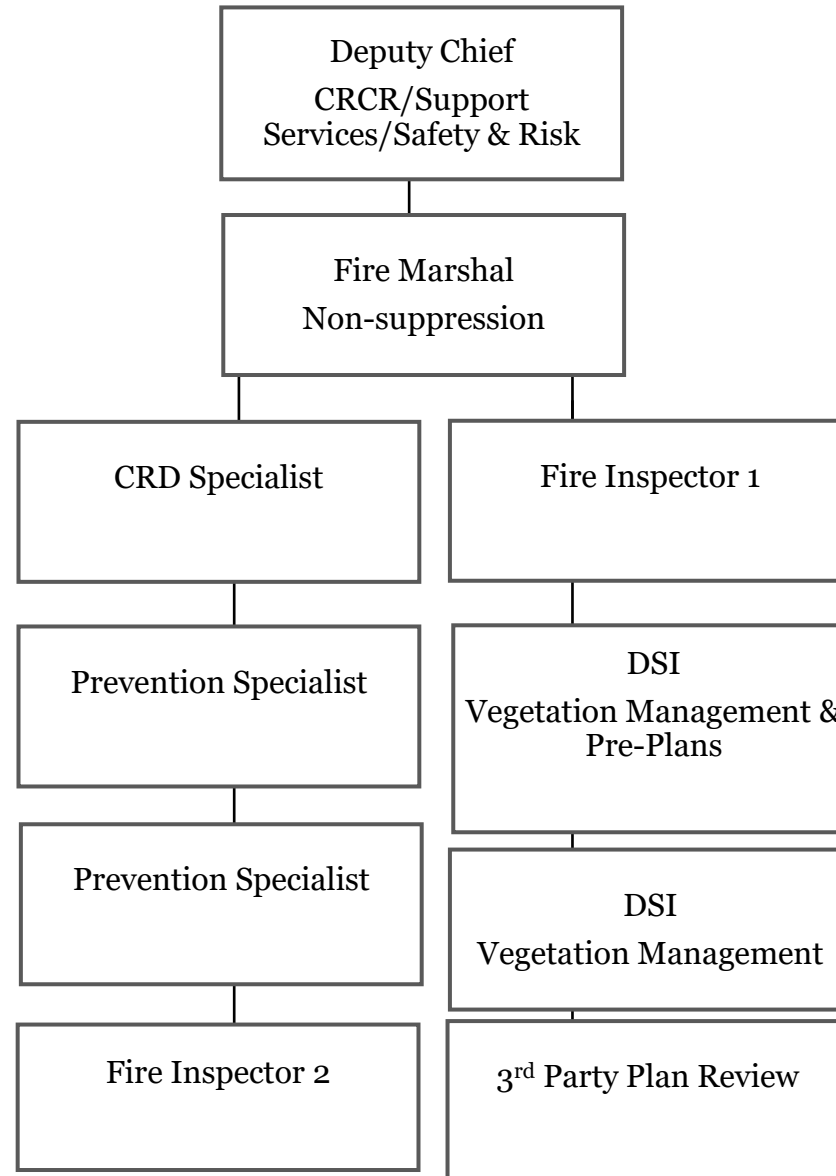 Deputy Chief
CRCR/Support
Services/Safety & Risk
Fire Marshal
Non-suppression
CRD Specialist
Fire Inspector 1
Prevention Specialist
DSI
Vegetation Management &
Pre-Plans
Prevention Specialist
DSI
Vegetation Management
Fire Inspector 2
3rd Party Plan Review